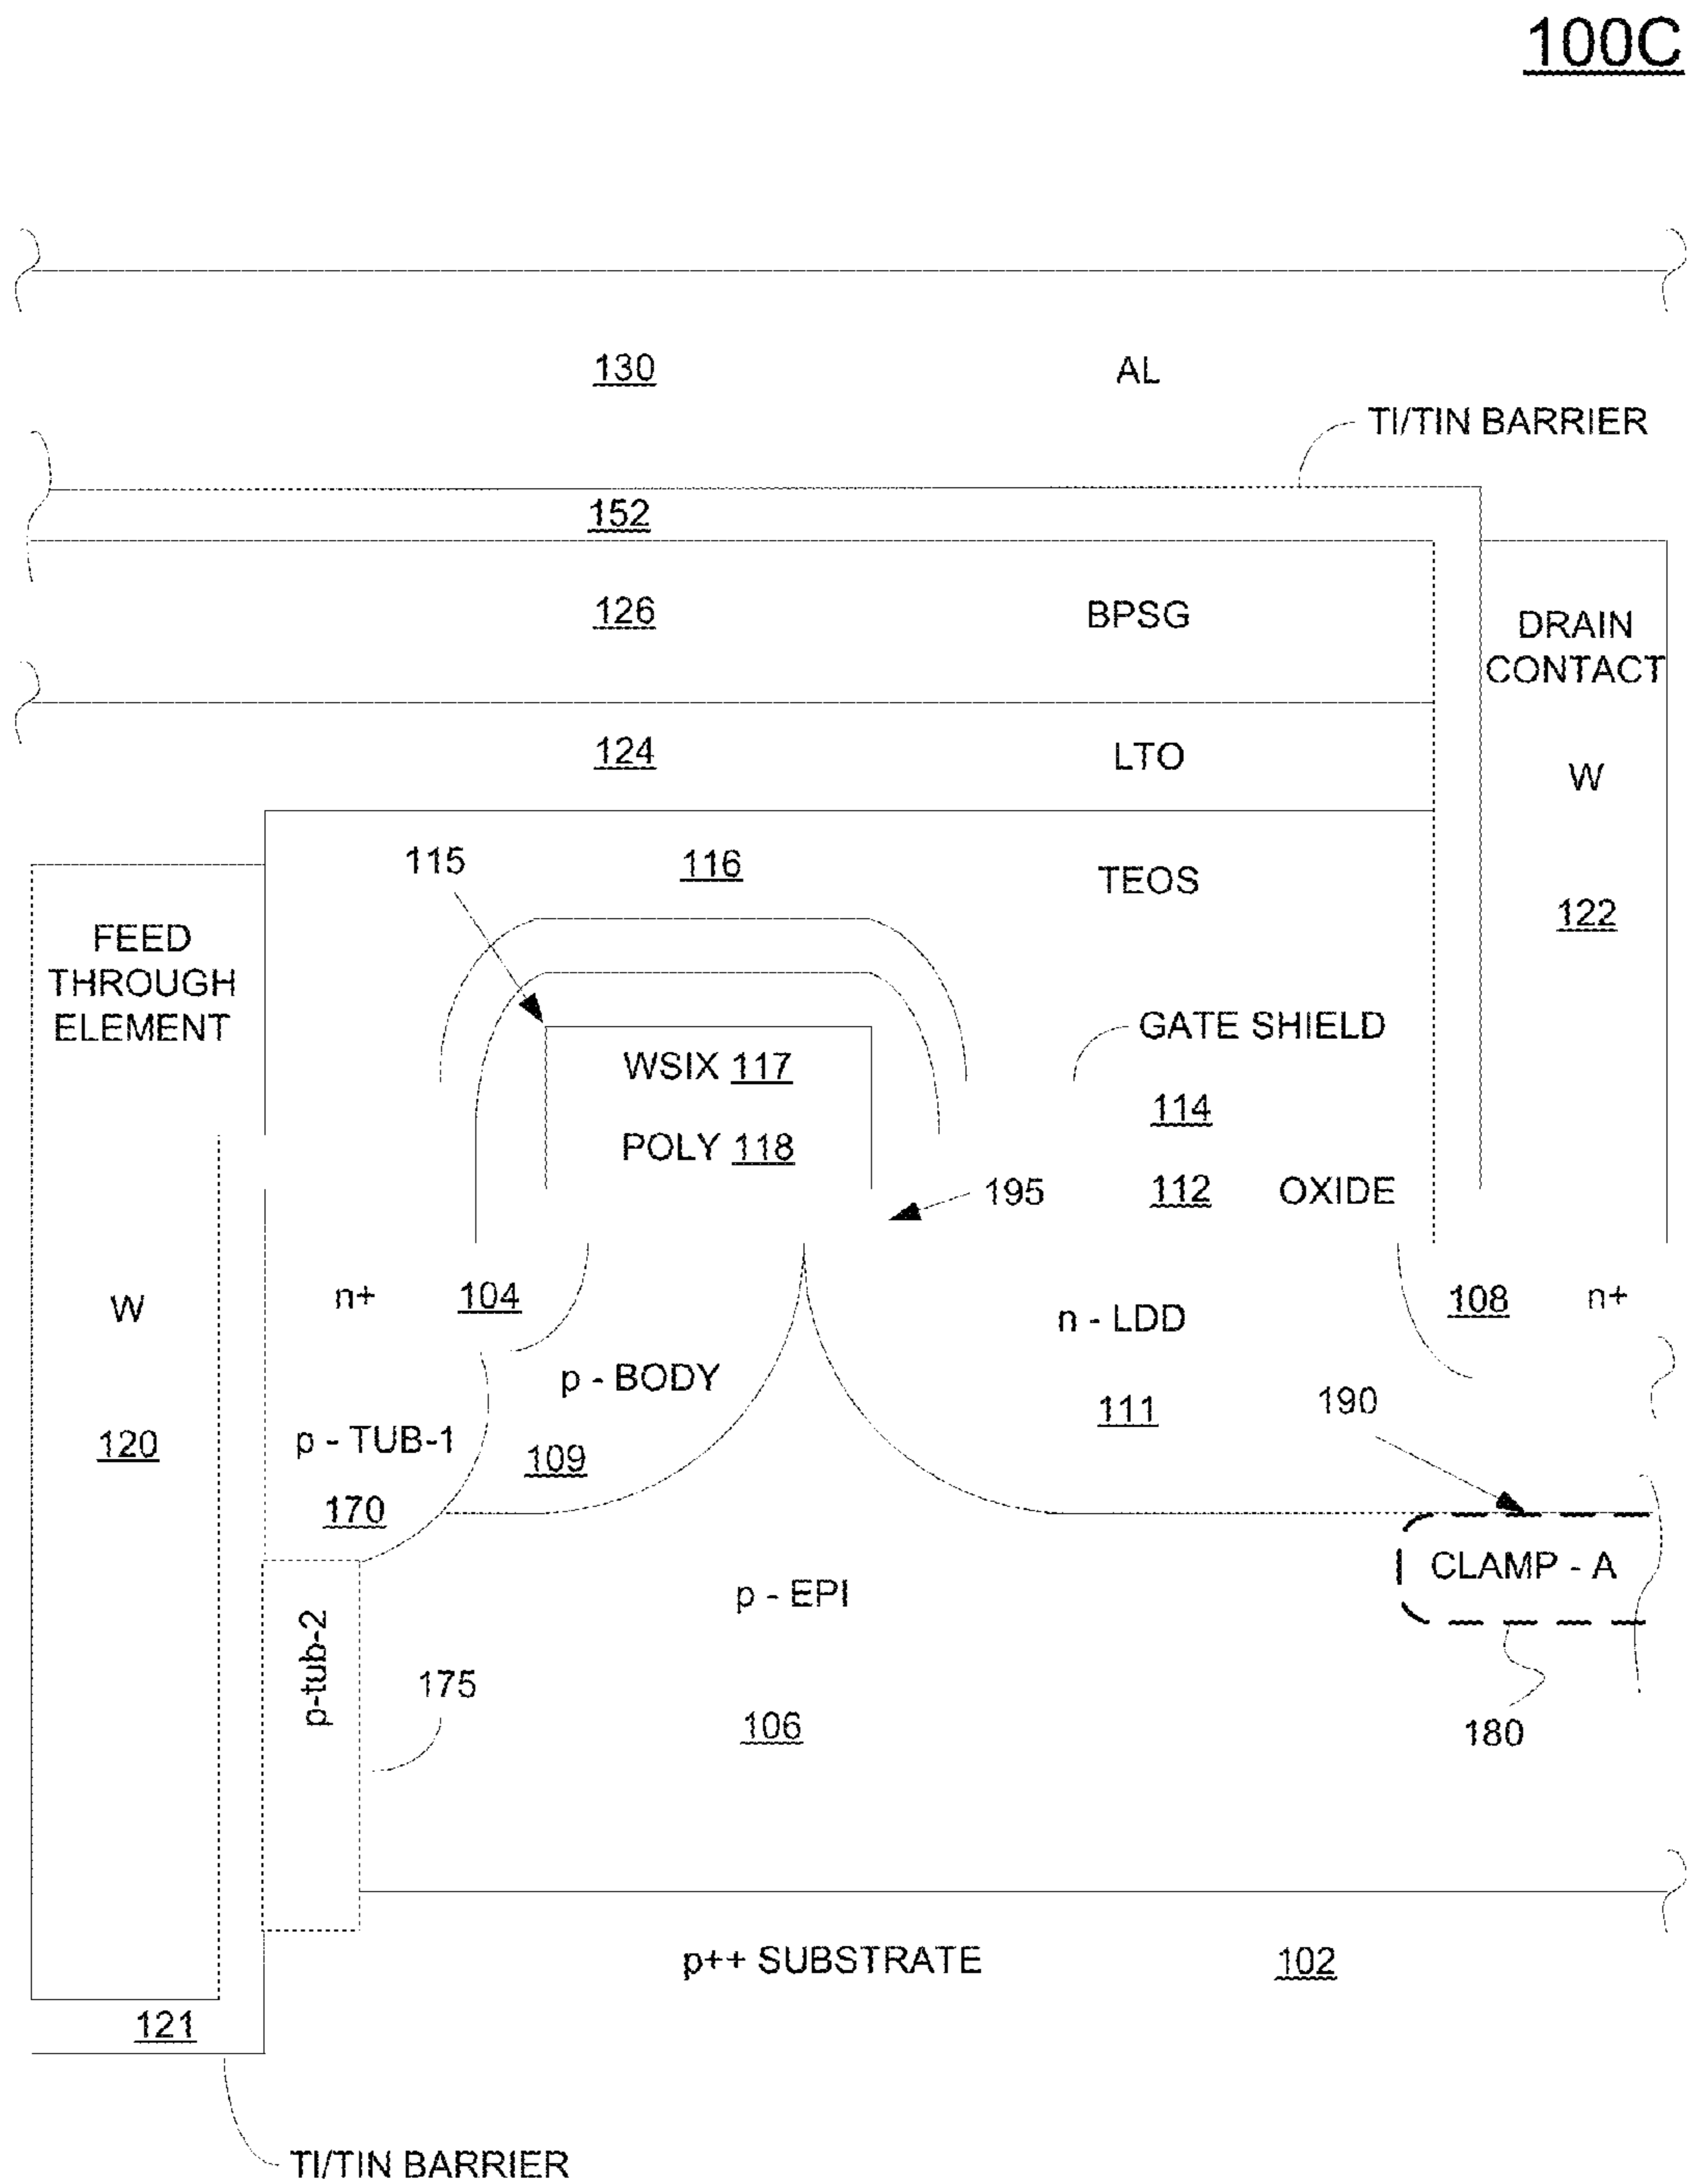 100C
130 AL
TI/TIN BARRIER
152
126 BPSG
DRAIN
CONTACT
124 LTO
W
115 116 TEOS
122
FEED
THROUGH
ELEMENT
GATE SHIELD
WSIX 117
114
POLY 118
195 112 OXIDE
W n+ 104 108 n+
n - LDD
p - BODY
190
111
p - TUB-1
120 109
170
CLAMP - A
p - EPI
p-tub-2
175
106 180
p++ SUBSTRATE 102
121
TI/TIN BARRIER